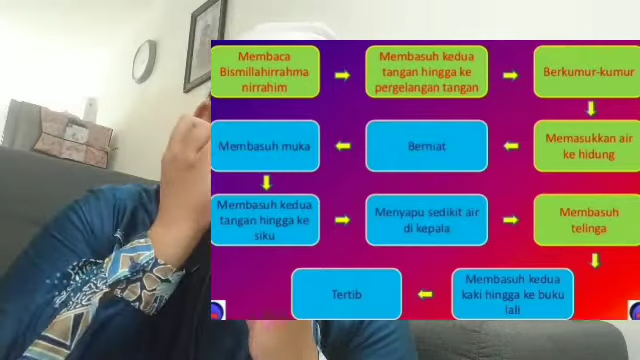 Membaca
Bismillahirrahma
nirrahim
Membasuh kedua
tangan hingga ke
pergelangan tangan
Berkumur-kumur
Memasukkan air
ke hidung
Berniat
Membasuh muka
Membasuh kedua
tangan hingga ke
siku
Menyapu sedikit air
di kepala
Membasuh
telinga
Membasuh kedua
kaki hingga ke buku
lali
Tertib